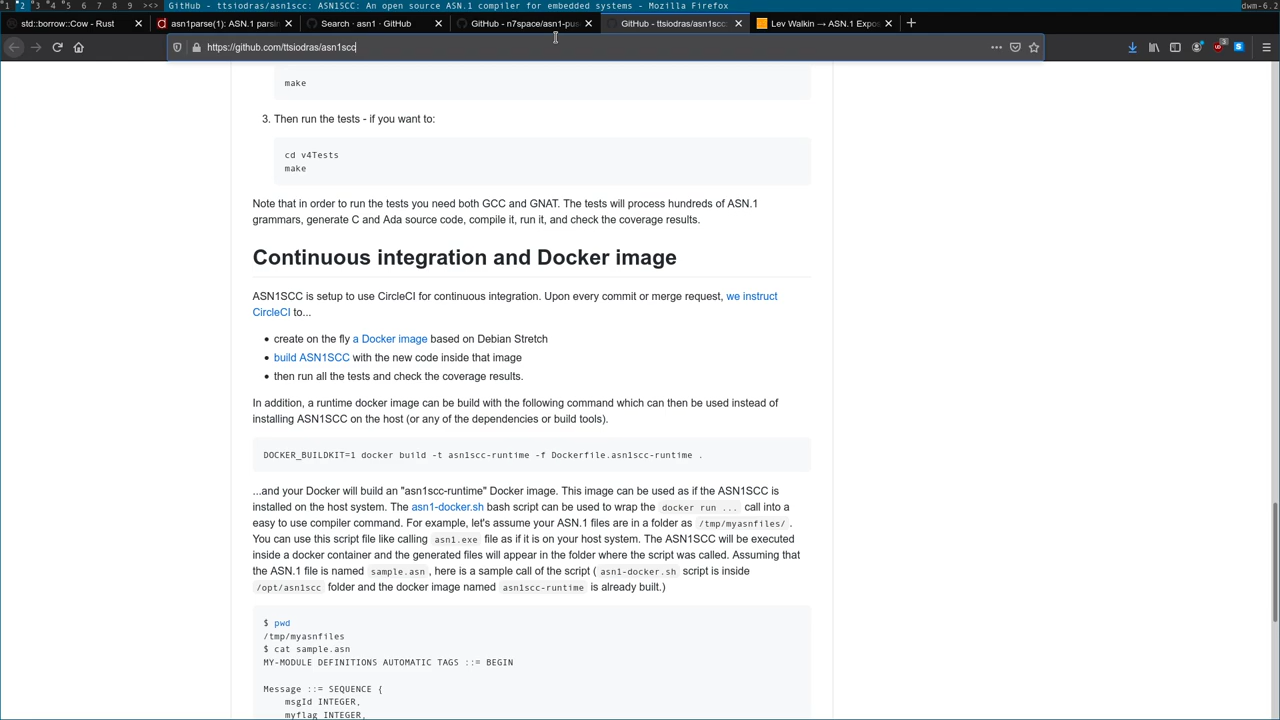 1 2 3 4 5 6 7 8 9 >>> GitHub - ttsiodras/asn1scc: ASN1SCC: An open source ASN.1 compiler for embedded systems - Mozilla Firefox dwm-6.2
std::borrow::Cow - Rust asn1parse(1): ASN.1 parsi Search · asn1 · GitHub GitHub - n7space/asn1-pu GitHub - ttsiodras/asn1scc: Lev Walkin → ASN.1 Expo
https://github.com/ttsiodras/asn1scc
make
3. Then run the tests - if you want to:
cd v4Tests
make
Note that in order to run the tests you need both GCC and GNAT. The tests will process hundreds of ASN.1
grammars, generate C and Ada source code, compile it, run it, and check the coverage results.
Continuous integration and Docker image
ASN1SCC is setup to use CircleCI for continuous integration. Upon every commit or merge request, we instruct
CircleCI to...
• create on the fly a Docker image based on Debian Stretch
• build ASN1SCC with the new code inside that image
• then run all the tests and check the coverage results.
In addition, a runtime docker image can be build with the following command which can then be used instead of
installing ASN1SCC on the host (or any of the dependencies or build tools).
DOCKER_BUILDKIT=1 docker build -t asn1scc-runtime -f Dockerfile.asn1scc-runtime .
...and your Docker will build an "asn1scc-runtime" Docker image. This image can be used as if the ASN1SCC is
installed on the host system. The asn1-docker.sh bash script can be used to wrap the docker run ... call into a
easy to use compiler command. For example, let's assume your ASN.1 files are in a folder as /tmp/myasnfiles/ .
You can use this script file like calling asn1.exe file as if it is on your host system. The ASN1SCC will be executed
inside a docker container and the generated files will appear in the folder where the script was called. Assuming that
the ASN.1 file is named sample.asn , here is a sample call of the script ( asn1-docker.sh script is inside
/opt/asn1scc folder and the docker image named asn1scc-runtime is already built.)
$ pwd
/tmp/myasnfiles
$ cat sample.asn
MY-MODULE DEFINITIONS AUTOMATIC TAGS ::= BEGIN
Message ::= SEQUENCE {
msgId INTEGER,
myflag INTEGER,